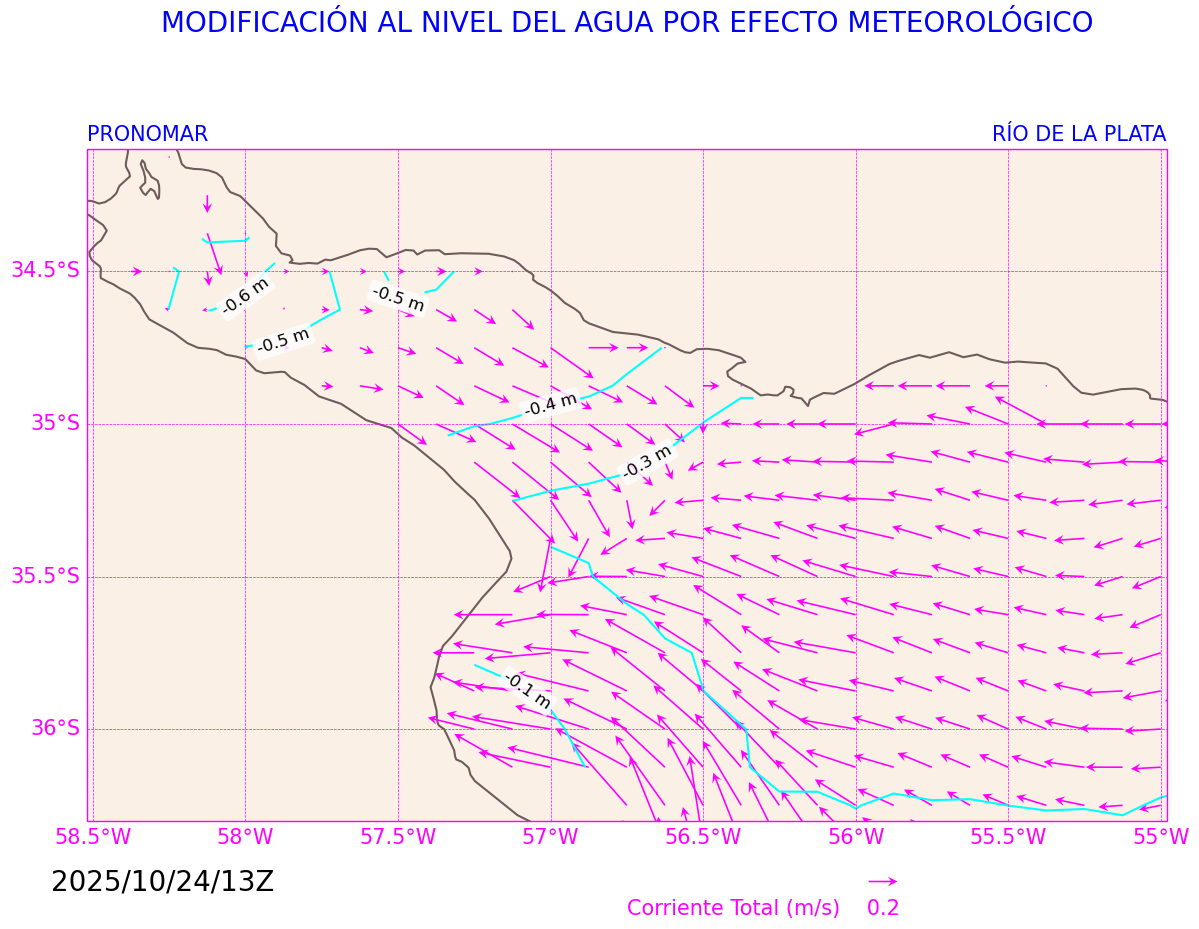 MODIFICACIÓN AL NIVEL DEL AGUA POR EFECTO METEOROLÓGICO
PRONOMAR
RÍO DE LA PLATA
34.5°S
-0.6 m
-0.5 m
-0.5 m
-0.4 m
35°S
-0.3 m
35.5°S
-0.1 m
36°S
58.5°W
58°W
57.5°W
57°W
56.5°W
56°W
55.5°W
55°W
2025/10/24/13Z
Corriente Total (m/s)
0.2